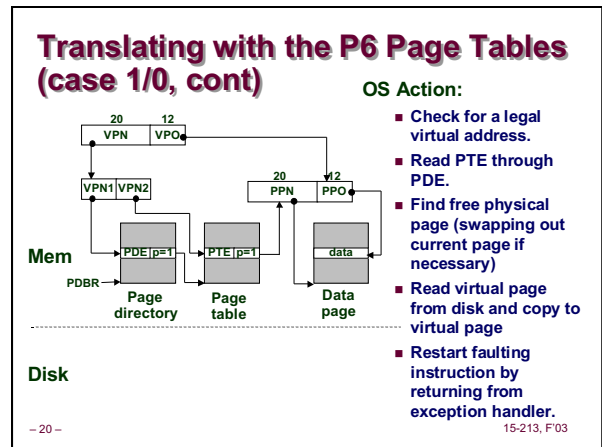 Translating with the P6 Page Tables
(case 1/0, cont)
OS Action:
■ Check for a legal
virtual address.
■ Read PTE through
PDE.
■ Find free physical
page (swapping out
current page if
necessary)
■ Read virtual page
from disk and copy to
virtual page
■ Restart faulting
instruction by
returning from
exception handler.
20 12
VPN VPO
20 12
VPN1 VPN2 PPN PPO
Mem PDE p=1 PTE p=1 data
PDBR
Page
directory
Page
table
Data
page
Disk
– 20 –
15-213, F'03